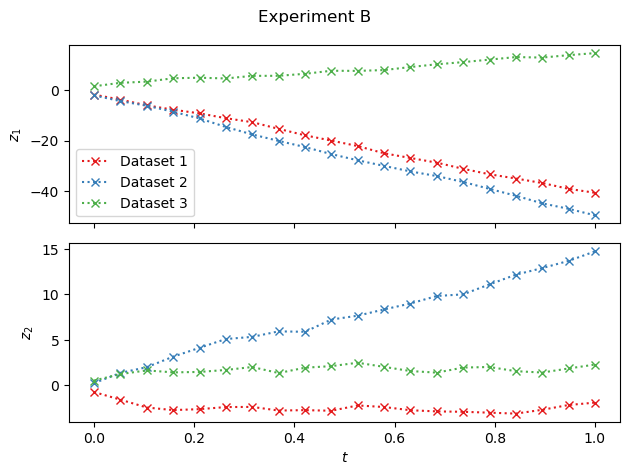 Experiment B
0
−20
−40
z₁
Dataset 1
Dataset 2
Dataset 3
15
10
5
0
z₂
0.0 0.2 0.4 0.6 0.8 1.0
t